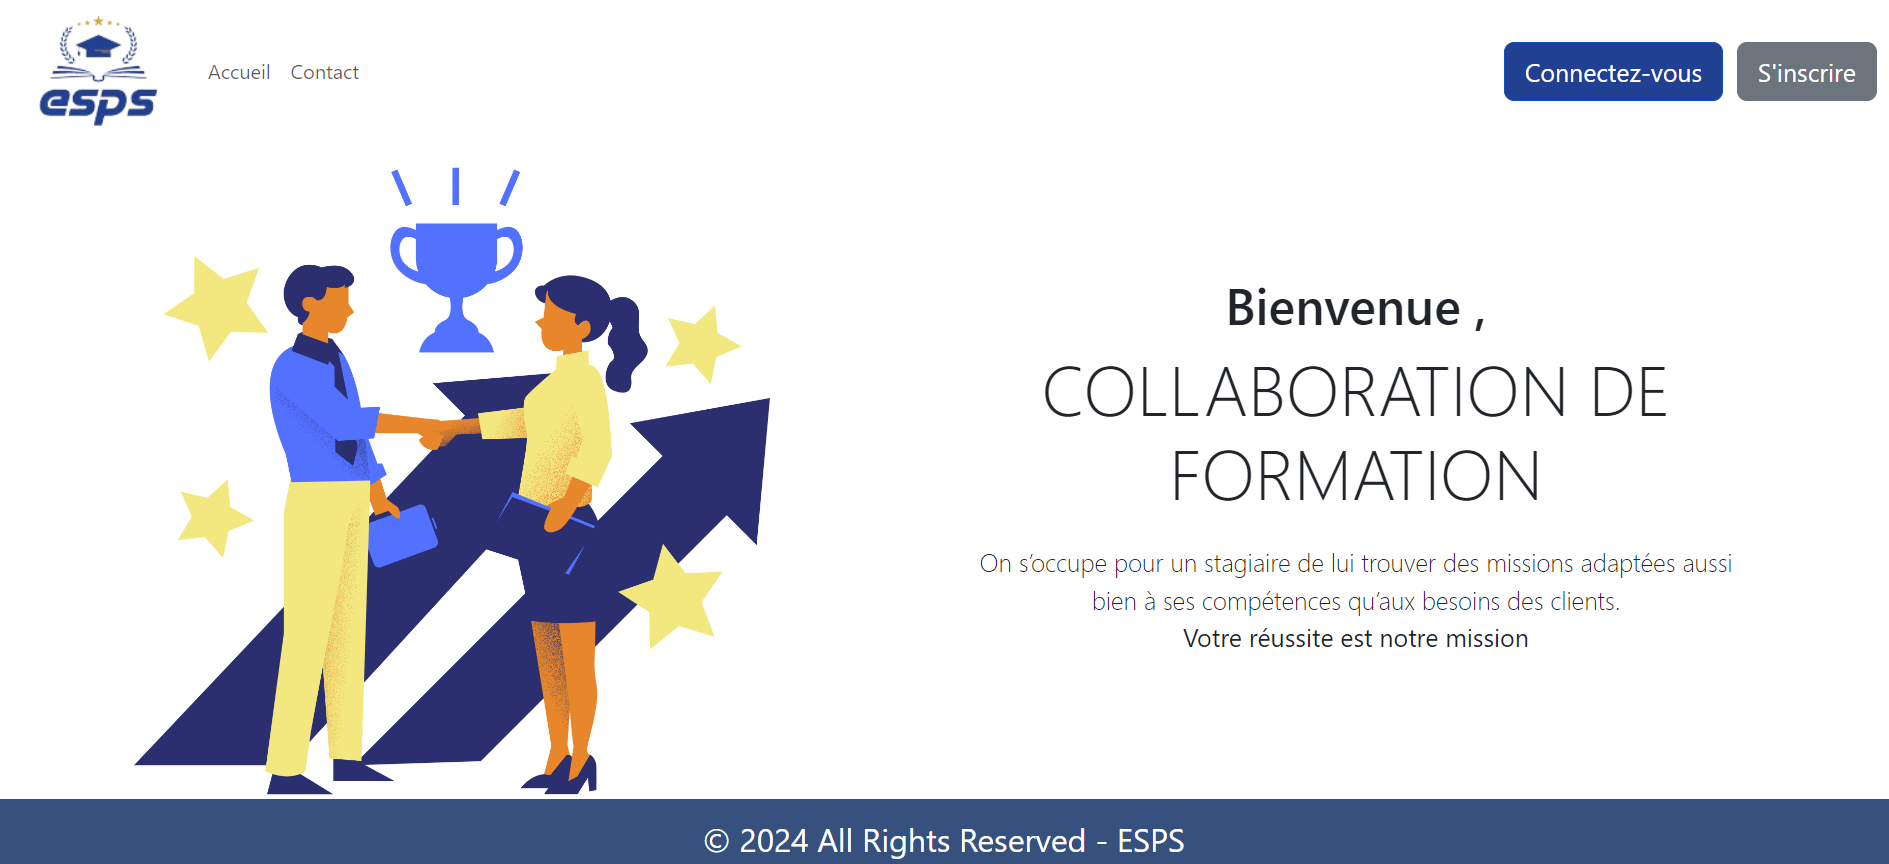 esps
Accueil Contact
Connectez-vous
S'inscrire
Bienvenue ,
COLLABORATION DE
FORMATION
On s’occupe pour un stagiaire de lui trouver des missions adaptées aussi
bien à ses compétences qu’aux besoins des clients.
Votre réussite est notre mission
© 2024 All Rights Reserved - ESPS